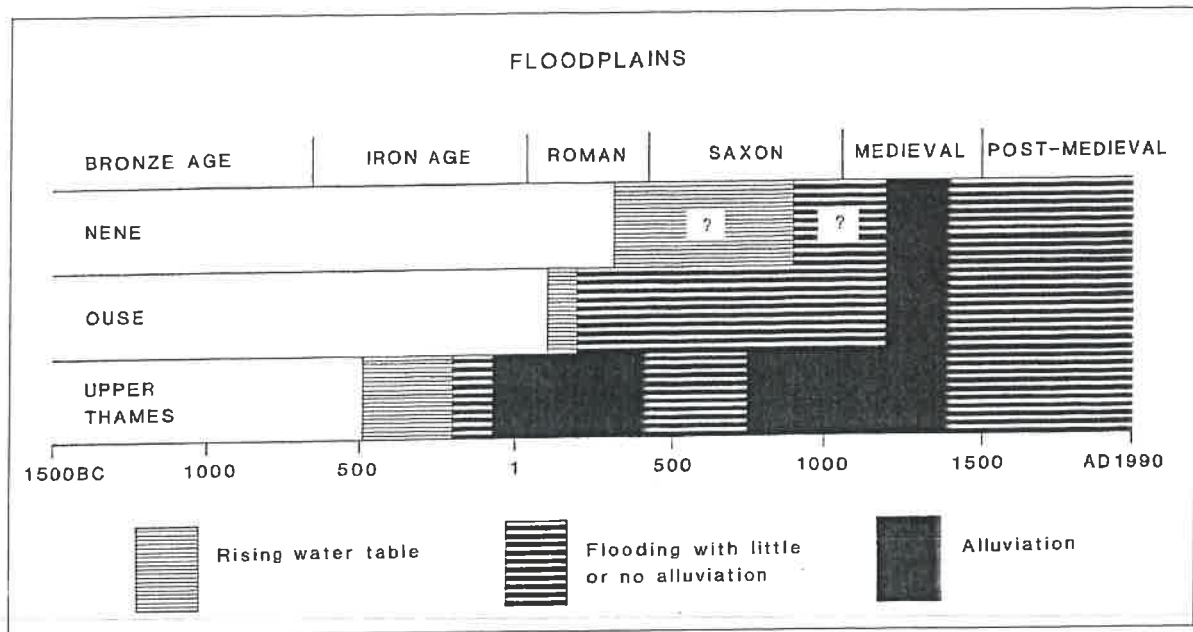 FLOODPLAINS
BRONZE AGE IRON AGE ROMAN SAXON MEDIEVAL POST-MEDIEVAL
NENE ? ?
OUSE
UPPER
THAMES
1500BC 1000 500 1 500 1000 1500 AD1990
Rising water table
Flooding with little
or no alluviation
Alluviation